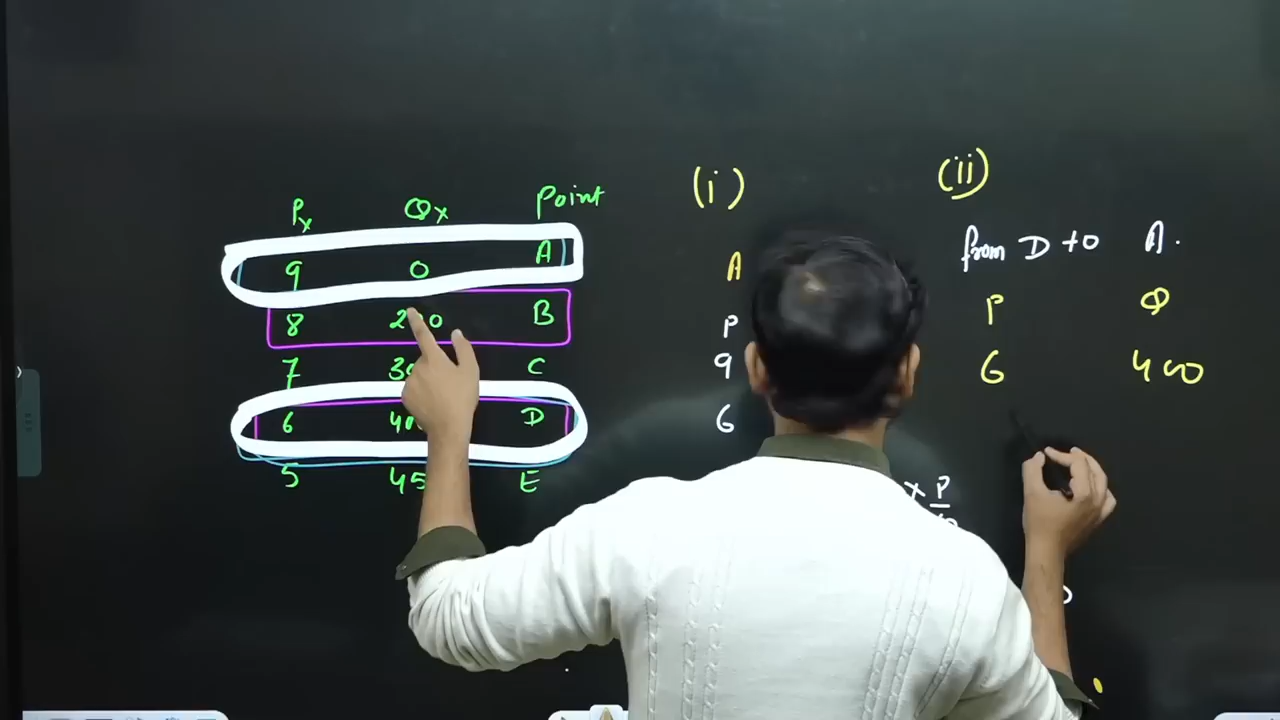 Px Qx Point
9 0 A
8 B
7 C
6 D
5 E
(i)
A
P
9
6
(ii)
from D to A.
P Q
6 400
x P